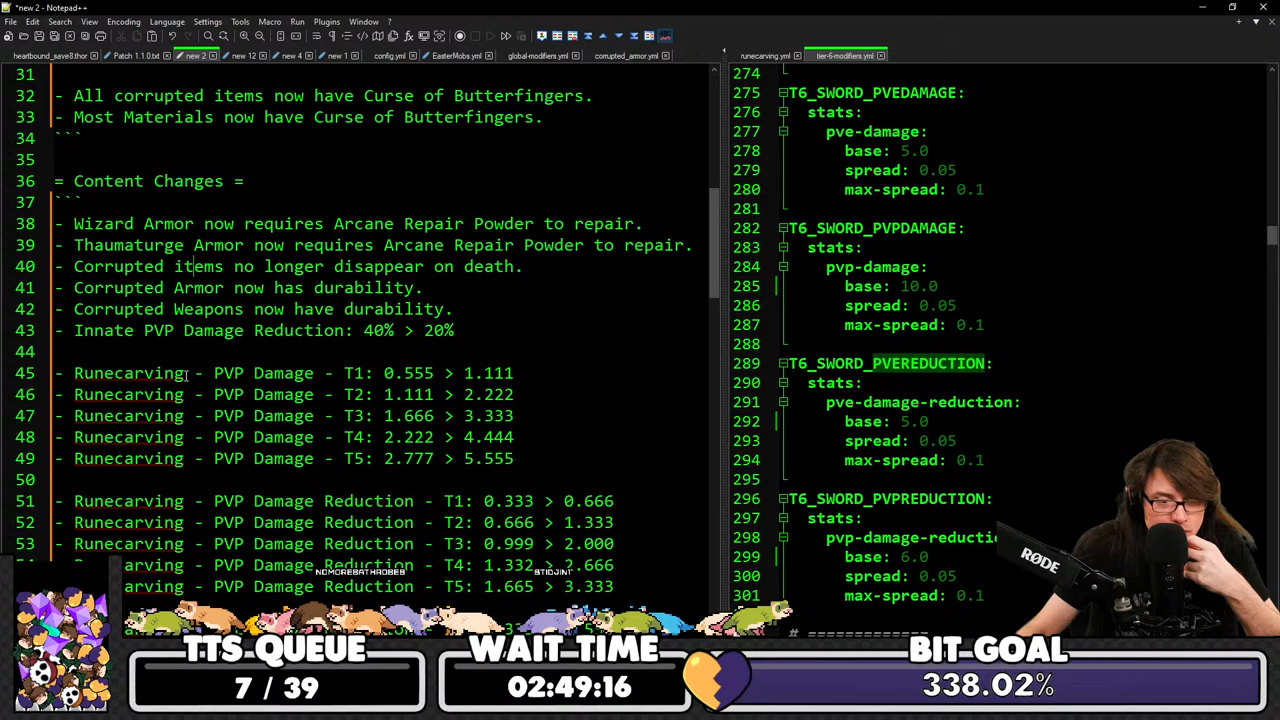 *new 2 - Notepad++
File Edit Search View Encoding Language Settings Tools Macro Run Plugins Window ?
heartbound_save8.thor Patch 1.1.0.txt new 2 new 12 new 4 new 1 config.yml EasterMobs.yml global-modifiers.yml corrupted_armor.yml
runecarving.yml tier-6-modifiers.yml
31
32 - All corrupted items now have Curse of Butterfingers.
33 - Most Materials now have Curse of Butterfingers.
34 ```
35
36 = Content Changes =
37 ```
38 - Wizard Armor now requires Arcane Repair Powder to repair.
39 - Thaumaturge Armor now requires Arcane Repair Powder to repair.
40 - Corrupted items no longer disappear on death.
41 - Corrupted Armor now has durability.
42 - Corrupted Weapons now have durability.
43 - Innate PVP Damage Reduction: 40% > 20%
44
45 - Runecarving - PVP Damage - T1: 0.555 > 1.111
46 - Runecarving - PVP Damage - T2: 1.111 > 2.222
47 - Runecarving - PVP Damage - T3: 1.666 > 3.333
48 - Runecarving - PVP Damage - T4: 2.222 > 4.444
49 - Runecarving - PVP Damage - T5: 2.777 > 5.555
50
51 - Runecarving - PVP Damage Reduction - T1: 0.333 > 0.666
52 - Runecarving - PVP Damage Reduction - T2: 0.666 > 1.333
53 - Runecarving - PVP Damage Reduction - T3: 0.999 > 2.000
arving - PVP Damage Reduction - T4: 1.332 > 2.666
arving - PVP Damage Reduction - T5: 1.665 > 3.333
274
275 T6_SWORD_PVEDAMAGE:
276 stats:
277 pve-damage:
278 base: 5.0
279 spread: 0.05
280 max-spread: 0.1
281
282 T6_SWORD_PVPDAMAGE:
283 stats:
284 pvp-damage:
285 base: 10.0
286 spread: 0.05
287 max-spread: 0.1
288
289 T6_SWORD_PVEREDUCTION:
290 stats:
291 pve-damage-reduction:
292 base: 5.0
293 spread: 0.05
294 max-spread: 0.1
295
296 T6_SWORD_PVPREDUCTION:
297 stats:
298 pvp-damage-reductio
299 base: 6.0
300 spread: 0.05
301 max-spread: 0.1
# =============
NOMOREBATHROBES
RØDE
TTS QUEUE
7 / 39
WAIT TIME
02:49:16
BIT GOAL
338.02%